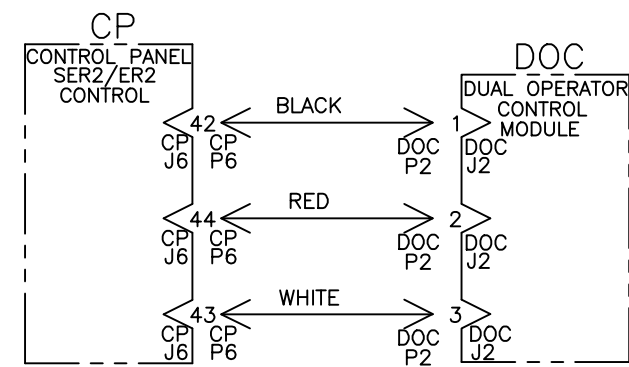 CP
CONTROL PANEL
SER2/ER2
CONTROL
DOC
DUAL OPERATOR
CONTROL
MODULE
42 BLACK 1
CP CP DOC DOC
J6 P6 P2 J2
44 RED 2
CP CP DOC DOC
J6 P6 P2 J2
43 WHITE 3
CP CP DOC DOC
J6 P6 P2 J2